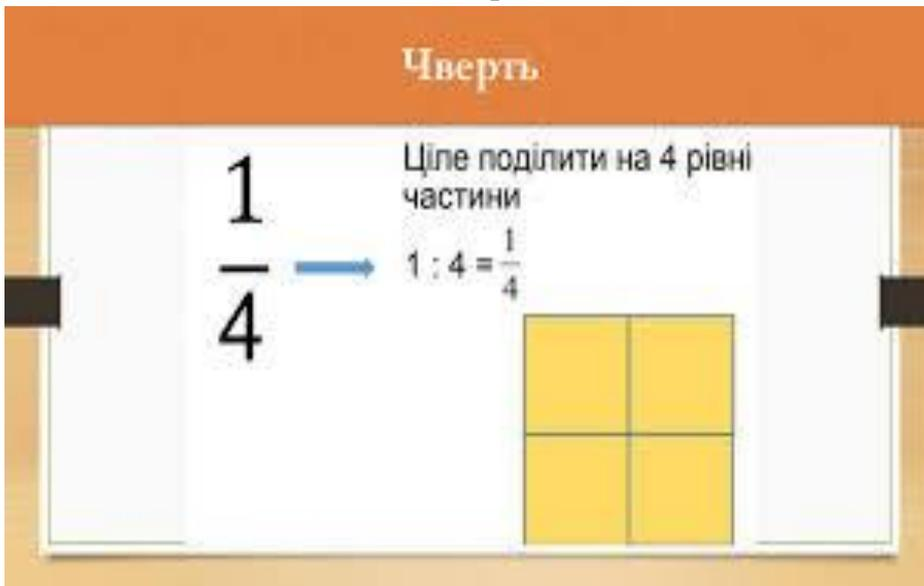 Чверть
1/4
Ціле поділити на 4 рівні
частини
1 : 4 = 1/4